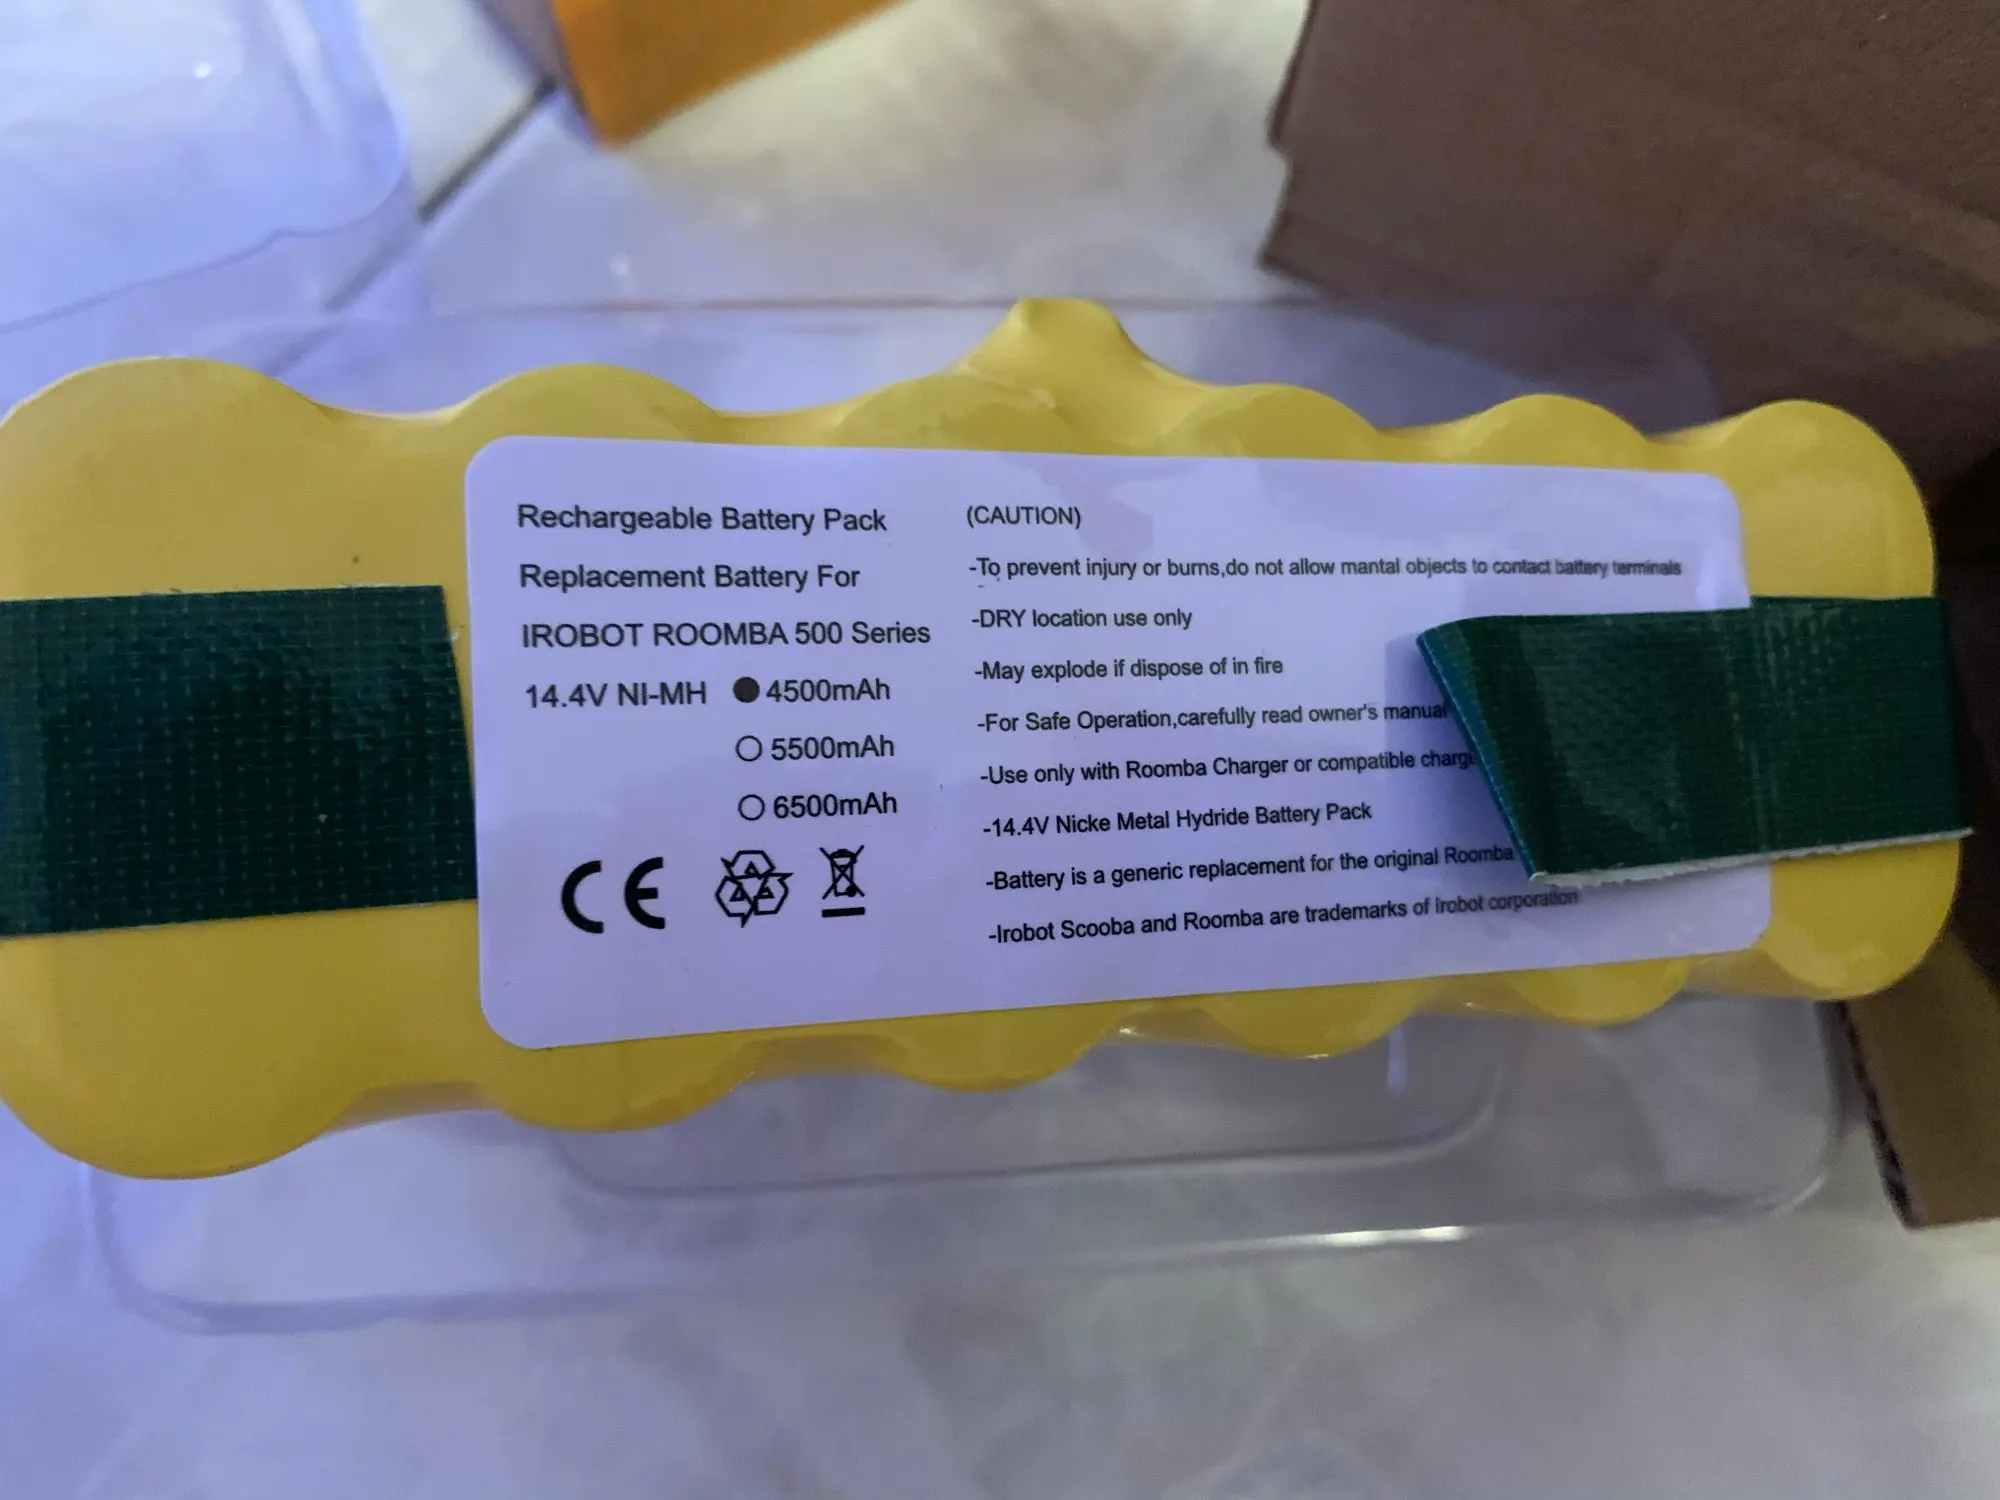 Rechargeable Battery Pack
Replacement Battery For
IROBOT ROOMBA 500 Series
14.4V NI-MH ● 4500mAh
○ 5500mAh
○ 6500mAh
CE
(CAUTION)
-To prevent injury or burns,do not allow mantal objects to contact battery terminals
-DRY location use only
-May explode if dispose of in fire
-For Safe Operation,carefully read owner's manual
-Use only with Roomba Charger or compatible
-14.4V Nicke Metal Hydride Battery Pack
-Battery is a generic replacement for the original Roomba
-Irobot Scooba and Roomba are trademarks of Irobot corporation